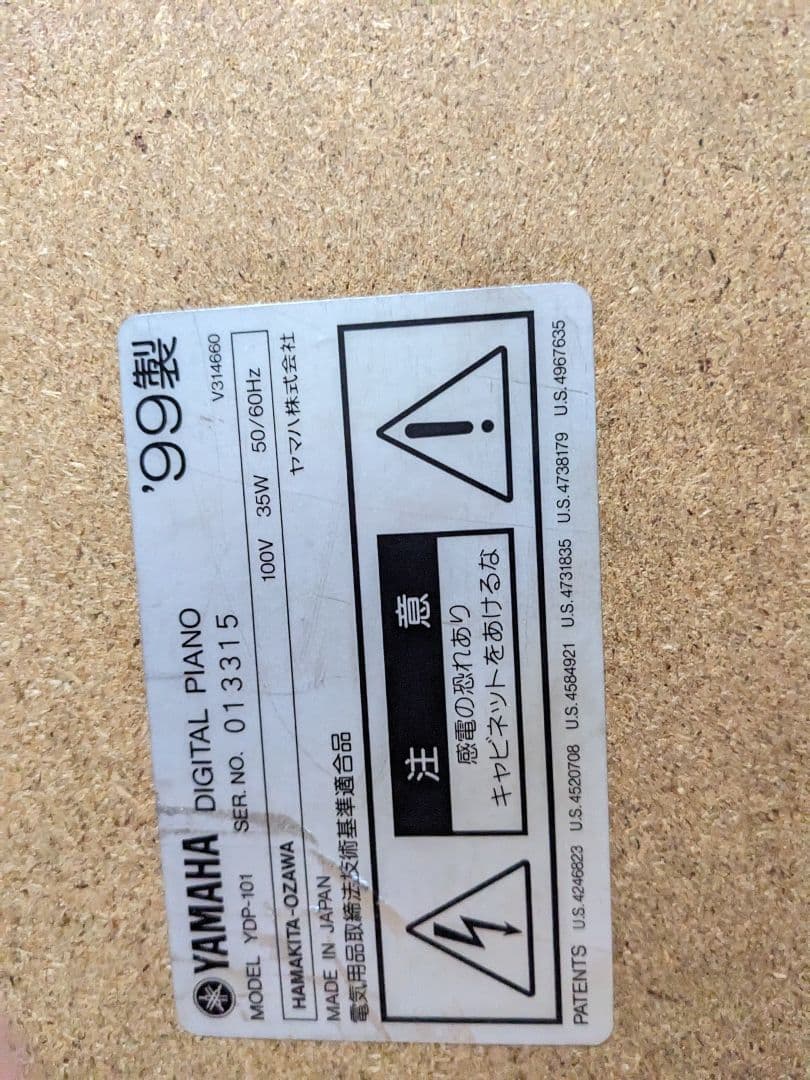 YAMAHA DIGITAL PIANO '99製
MODEL YDP-101 SER. NO. 013315 V314660
HAMAKITA-OZAWA 100V 35W 50/60Hz
MADE IN JAPAN ヤマハ株式会社
電気用品取締法技術基準適合品
注意
感電の恐れあり
キャビネットをあけるな
PATENTS U.S.4246823 U.S.4520708 U.S.4584921 U.S.4731835 U.S.4738179 U.S.4967635